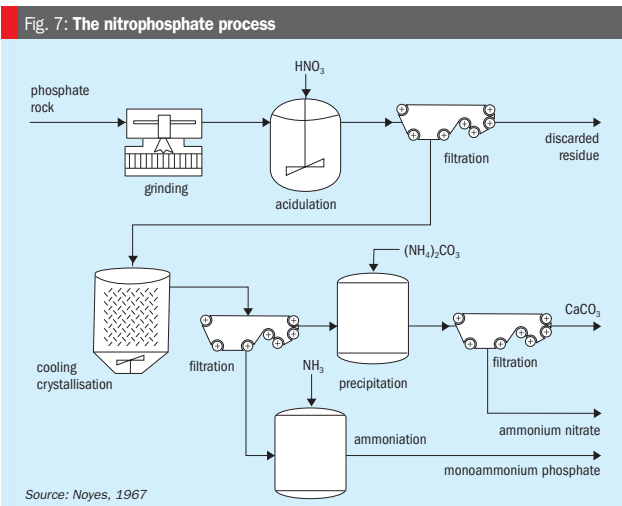 Fig. 7: The nitrophosphate process
HNO₃
phosphate
rock
discarded
residue
filtration
grinding
acidulation
(NH₄)₂CO₃
CaCO₃
cooling
crystallisation
filtration
NH₃
precipitation
filtration
ammonium nitrate
ammoniation
monoammonium phosphate
Source: Noyes, 1967